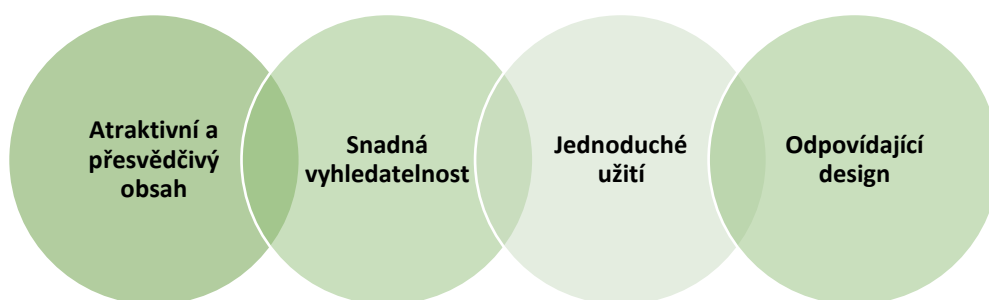 Atraktivní a
přesvědčivý
obsah
Snadná
vyhledatelnost
Jednoduché
užití
Odpovídající
design